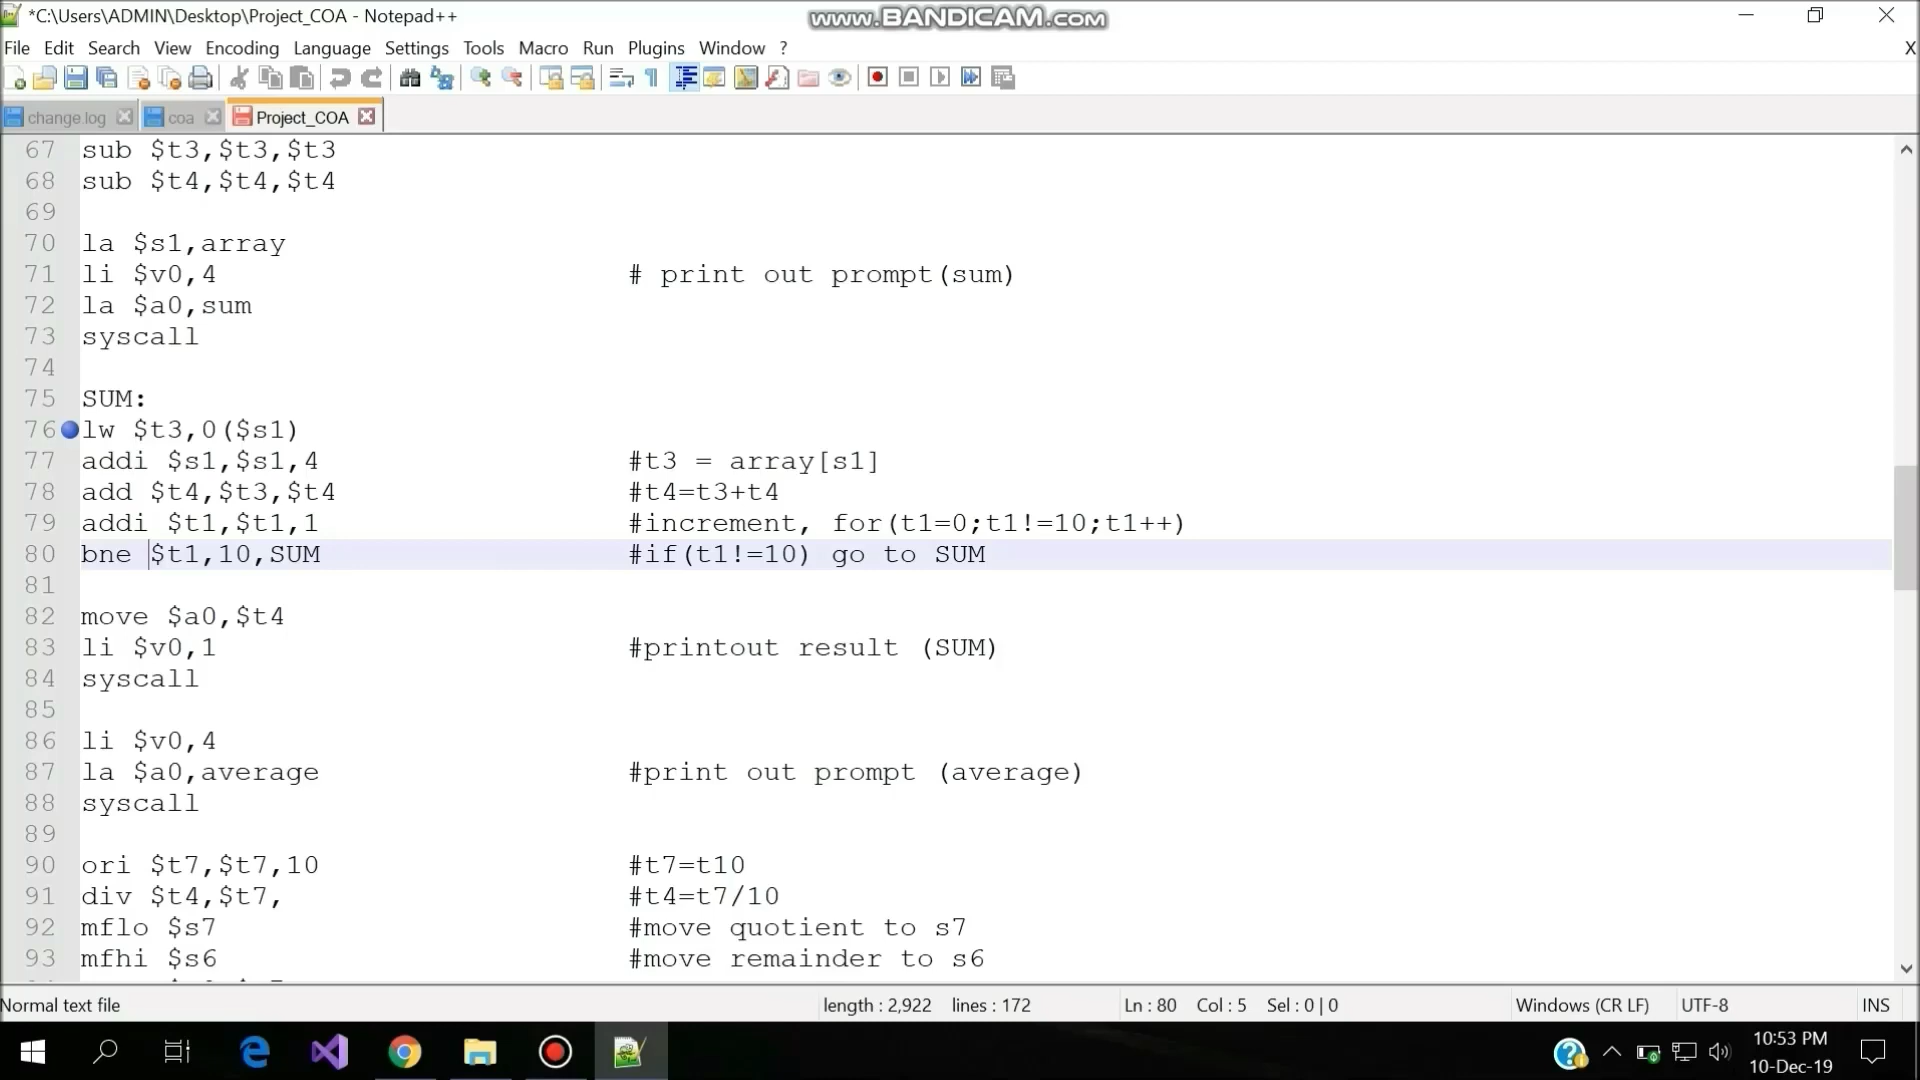 *C:\Users\ADMIN\Desktop\Project_COA - Notepad++
www.BANDICAM.com
File Edit Search View Encoding Language Settings Tools Macro Run Plugins Window ? X
change.log coa Project_COA
67 sub $t3,$t3,$t3
68 sub $t4,$t4,$t4
69
70 la $s1,array
71 li $v0,4 # print out prompt(sum)
72 la $a0,sum
73 syscall
74
75 SUM:
76 lw $t3,0($s1)
77 addi $s1,$s1,4 #t3 = array[s1]
78 add $t4,$t3,$t4 #t4=t3+t4
79 addi $t1,$t1,1 #increment, for(t1=0;t1!=10;t1++)
80 bne $t1,10,SUM #if(t1!=10) go to SUM
81
82 move $a0,$t4
83 li $v0,1 #printout result (SUM)
84 syscall
85
86 li $v0,4
87 la $a0,average #print out prompt (average)
88 syscall
89
90 ori $t7,$t7,10 #t7=t10
91 div $t4,$t7, #t4=t7/10
92 mflo $s7 #move quotient to s7
93 mfhi $s6 #move remainder to s6
Normal text file length : 2,922 lines : 172 Ln : 80 Col : 5 Sel : 0 | 0 Windows (CR LF) UTF-8 INS
10:53 PM
10-Dec-19